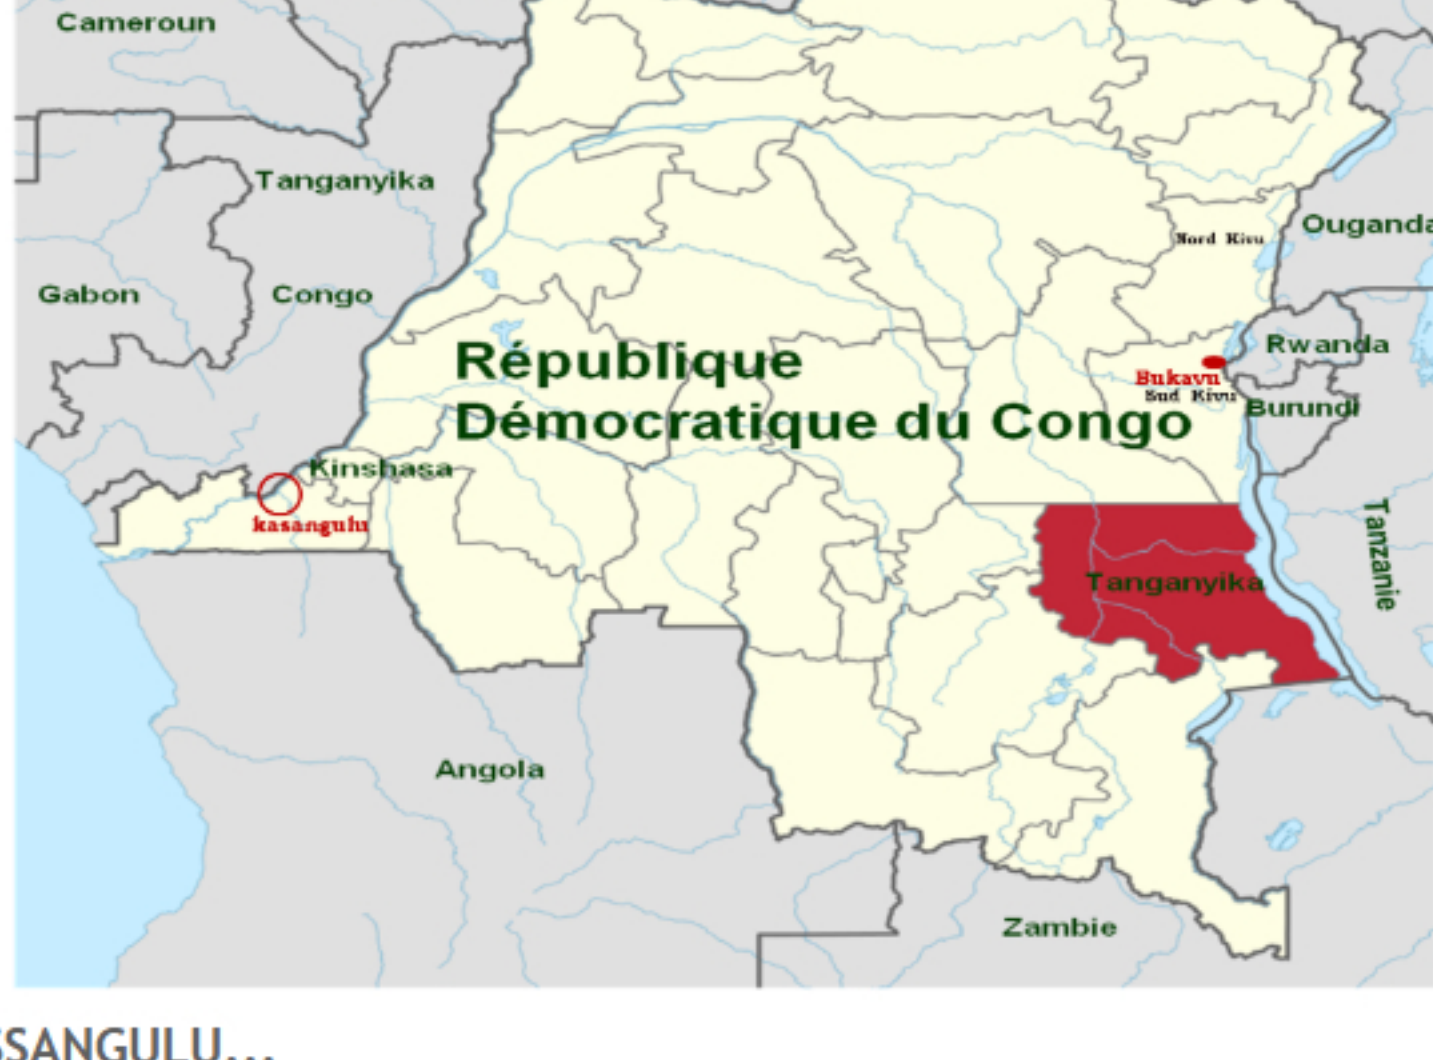 Cameroun
Tanganyika
Ouganda
Nord Kivu
Gabon
Congo
Rwanda
République
Démocratique du Congo
Bukavu
Sud Kivu
Burundi
Kinshasa
kasangulu
Tanzanie
Tanganyika
Angola
Zambie
SSANGULU...